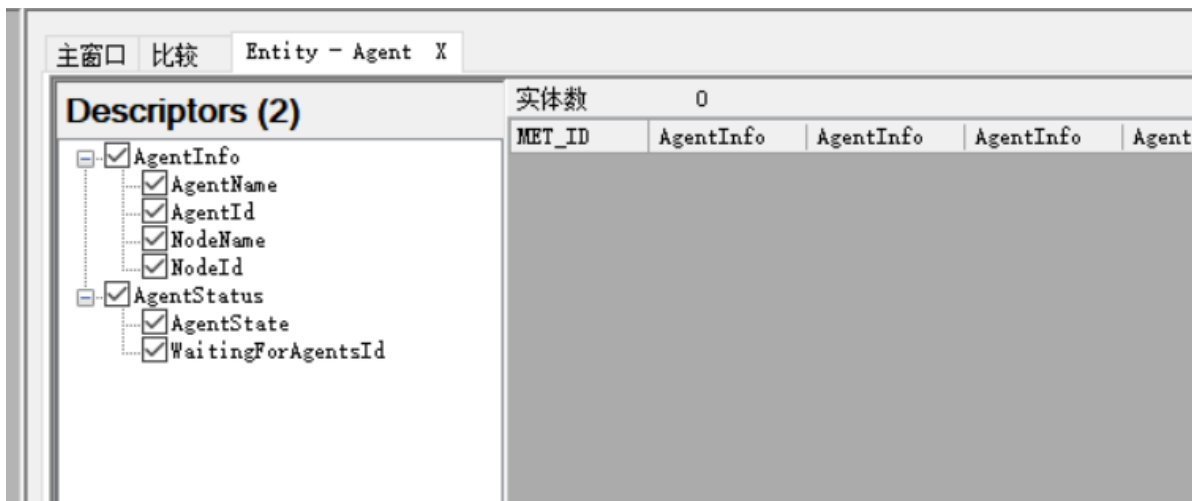 主窗口 比较 Entity - Agent X
Descriptors (2)
AgentInfo
AgentName
AgentId
NodeName
NodeId
AgentStatus
AgentState
WaitingForAgentsId
实体数 0
MET_ID AgentInfo AgentInfo AgentInfo Agent